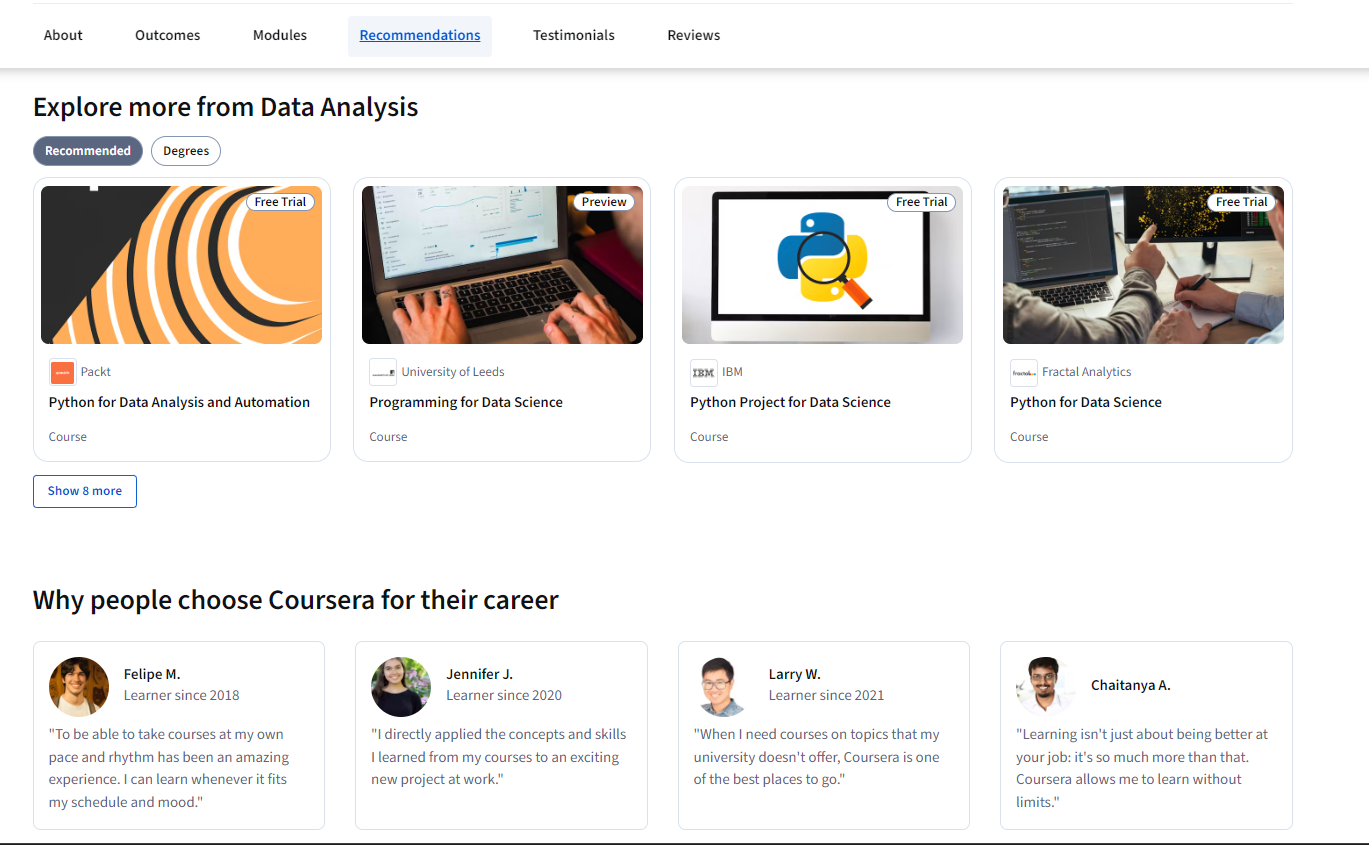 About
Outcomes
Modules
Recommendations
Testimonials
Reviews
Explore more from Data Analysis
Recommended
Degrees
Free Trial
Preview
Free Trial
Free Trial
Packt
University of Leeds
IBM
IBM
fractal
Fractal Analytics
Python for Data Analysis and Automation
Programming for Data Science
Python Project for Data Science
Python for Data Science
Course
Course
Course
Course
Show 8 more
Why people choose Coursera for their career
Felipe M.
Learner since 2018
"To be able to take courses at my own
pace and rhythm has been an amazing
experience. I can learn whenever it fits
my schedule and mood."
Jennifer J.
Learner since 2020
"I directly applied the concepts and skills
I learned from my courses to an exciting
new project at work."
Larry W.
Learner since 2021
"When I need courses on topics that my
university doesn't offer, Coursera is one
of the best places to go."
Chaitanya A.
"Learning isn't just about being better at
your job: it's so much more than that.
Coursera allows me to learn without
limits."